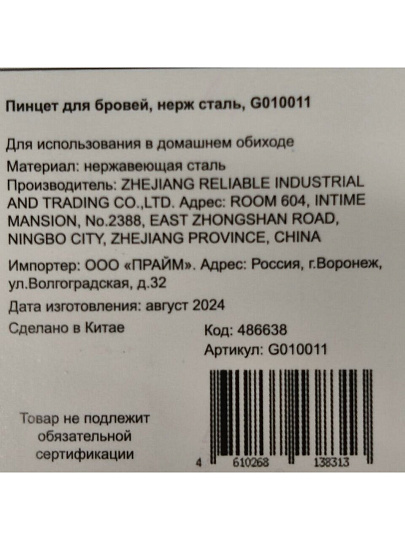 Пинцет для бровей, нерж сталь, G010011
Для использования в домашнем обиходе
Материал: нержавеющая сталь
Производитель: ZHEJIANG RELIABLE INDUSTRIAL
AND TRADING CO.,LTD. Адрес: ROOM 604, INTIME
MANSION, No.2388, EAST ZHONGSHAN ROAD,
NINGBO CITY, ZHEJIANG PROVINCE, CHINA
Импортер: ООО «ПРАЙМ». Адрес: Россия, г.Воронеж,
ул.Волгоградская, д.32
Дата изготовления: август 2024
Сделано в Китае
Код: 486638
Артикул: G010011
Товар не подлежит
обязательной
сертификации
4 610268 138313